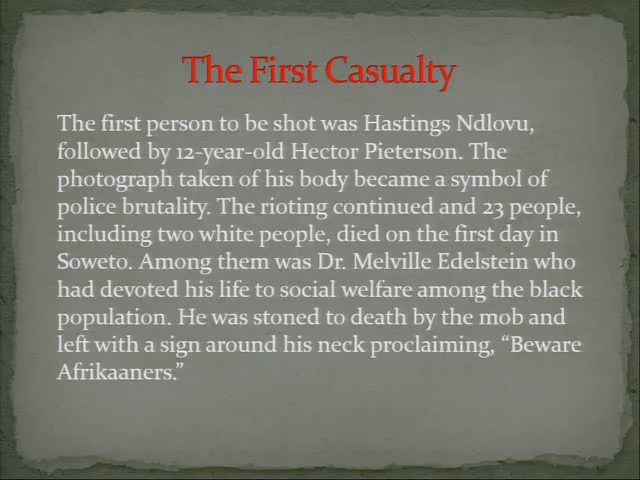 The First Casualty
The first person to be shot was Hastings Ndlovu,
followed by 12-year-old Hector Pieterson. The
photograph taken of his body became a symbol of
police brutality. The rioting continued and 23 people,
including two white people, died on the first day in
Soweto. Among them was Dr. Melville Edelstein who
had devoted his life to social welfare among the black
population. He was stoned to death by the mob and
left with a sign around his neck proclaiming, “Beware
Afrikaaners.”